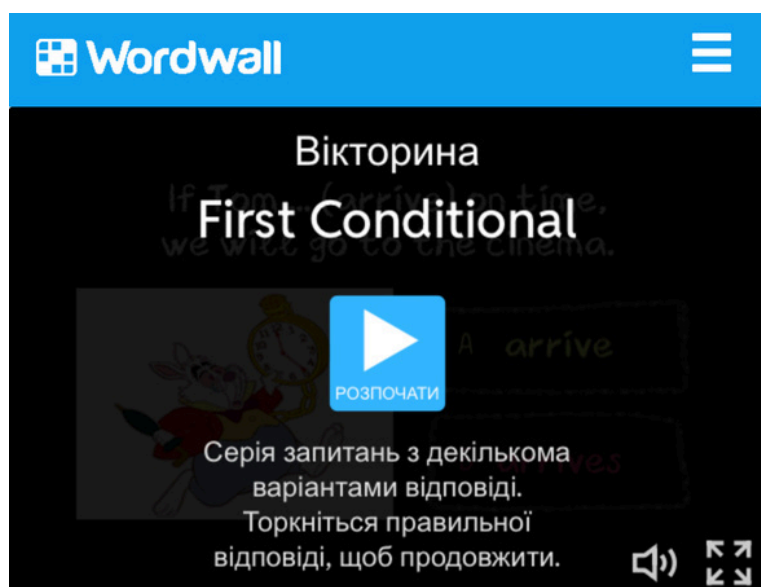 Wordwall
Вікторина
If Tom ... (arrive) on time,
First Conditional
we will go to the cinema.
A arrive
РОЗПОЧАТИ
Серія запитань з декількома
arrives
варіантами відповіді.
Торкніться правильної
відповіді, щоб продовжити.